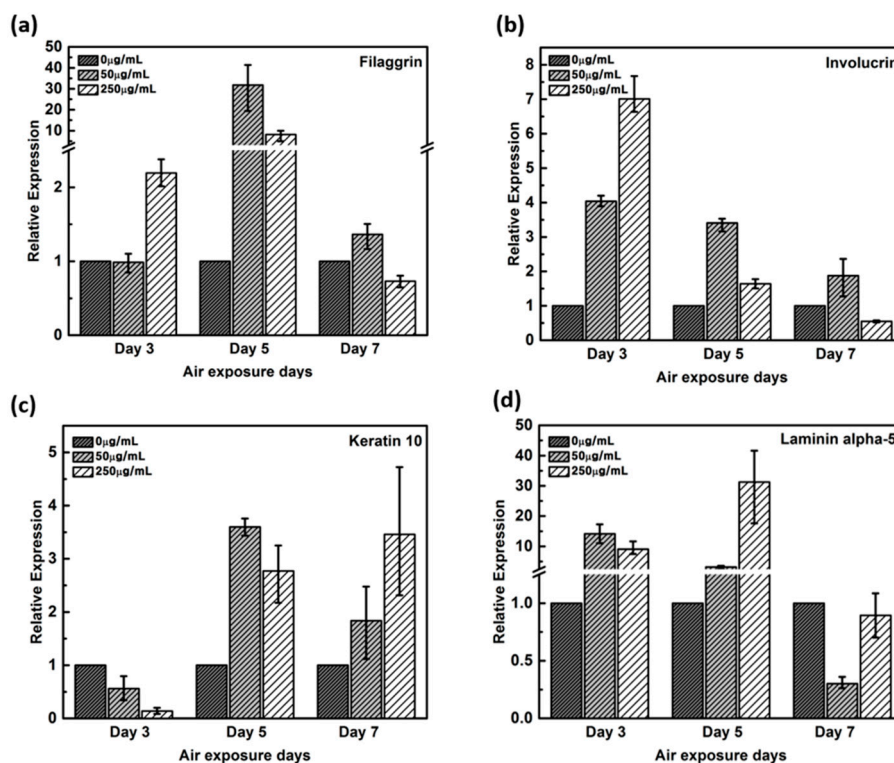 (a)
Filaggrin
0μg/mL
50μg/mL
250μg/mL
50
40
30
20
10
2
1
0
Relative Expression
Day 3 Day 5 Day 7
Air exposure days
(b)
Involucrin
0μg/mL
50μg/mL
250μg/mL
8
7
6
5
4
3
2
1
0
Relative Expression
Day 3 Day 5 Day 7
Air exposure days
(c)
Keratin 10
0μg/mL
50μg/mL
250μg/mL
5
4
3
2
1
0
Relative Expression
Day 3 Day 5 Day 7
Air exposure days
(d)
Laminin alpha-5
0μg/mL
50μg/mL
250μg/mL
50
40
30
20
10
1.0
0.5
0.0
Relative Expression
Day 3 Day 5 Day 7
Air exposure days